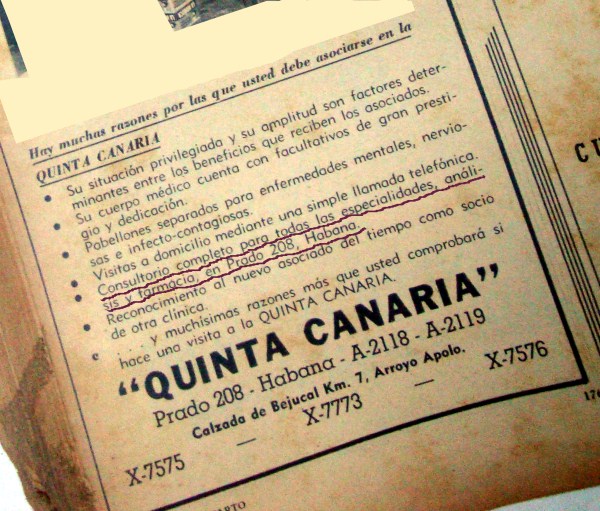 Hay muchas razones por las que usted debe asociarse en la
QUINTA CANARIA
• Su situación privilegiada y su amplitud son factores deter-
minantes entre los beneficios que reciben los asociados.
• Su cuerpo médico cuenta con facultativos de gran presti-
gio y dedicación.
• Pabellones separados para enfermedades mentales, nervio-
sas e infecto-contagiosas.
• Visitas a domicilio mediante una simple llamada telefónica.
• Consultorio completo para todas las especialidades, análi-
sis y farmacia, en Prado 208, Habana.
• Reconocimiento al nuevo asociado del tiempo como socio
de otra clínica.
• . . . y muchísimas razones más que usted comprobará si
hace una visita a la QUINTA CANARIA.
“QUINTA CANARIA”
Prado 208 - Habana - A-2118 - A-2119
Calzada de Bejucal Km. 7, Arroyo Apolo.
X-7575 — X-7773 — X-7576